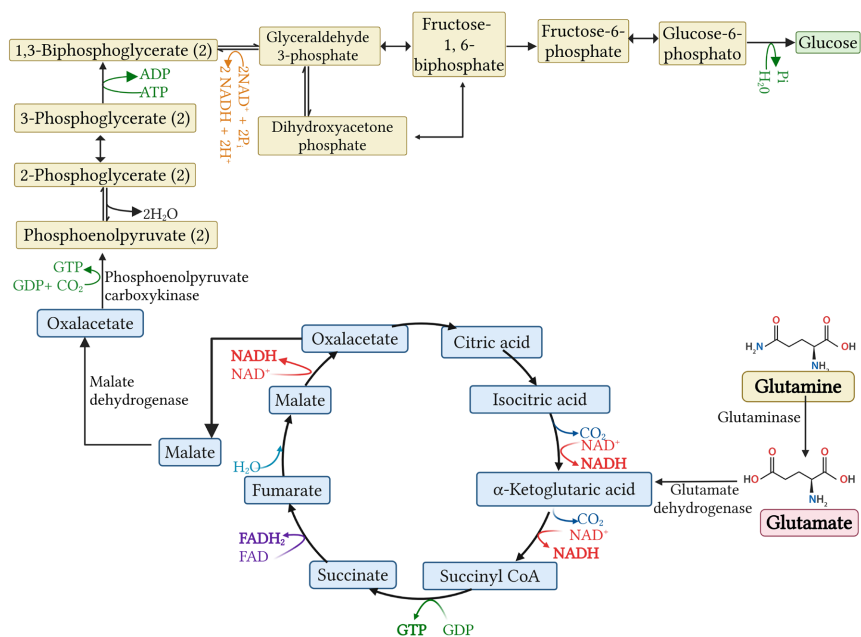 1,3-Biphosphoglycerate (2)
Glyceraldehyde
3-phosphate
Fructose-
1, 6-
biphosphate
Fructose-6-
phosphate
Glucose-6-
phosphato
Glucose
H₂0
Pi
ADP
ATP
2NAD⁺ + 2Pᵢ
2 NADH + 2H⁺
3-Phosphoglycerate (2)
Dihydroxyacetone
phosphate
2-Phosphoglycerate (2)
2H₂O
Phosphoenolpyruvate (2)
GTP
GDP+ CO₂
Phosphoenolpyruvate
carboxykinase
Oxalacetate
Malate
dehydrogenase
Malate
Oxalacetate
Citric acid
NADH
NAD⁺
Malate
Isocitric acid
CO₂
NAD⁺
NADH
H₂O
Fumarate
α-Ketoglutaric acid
CO₂
NAD⁺
NADH
FADH₂
FAD
Succinate
Succinyl CoA
GTP
GDP
O
O
H₂N
OH
NH₂
Glutamine
Glutaminase
O
O
HO
OH
NH₂
Glutamate
dehydrogenase
Glutamate